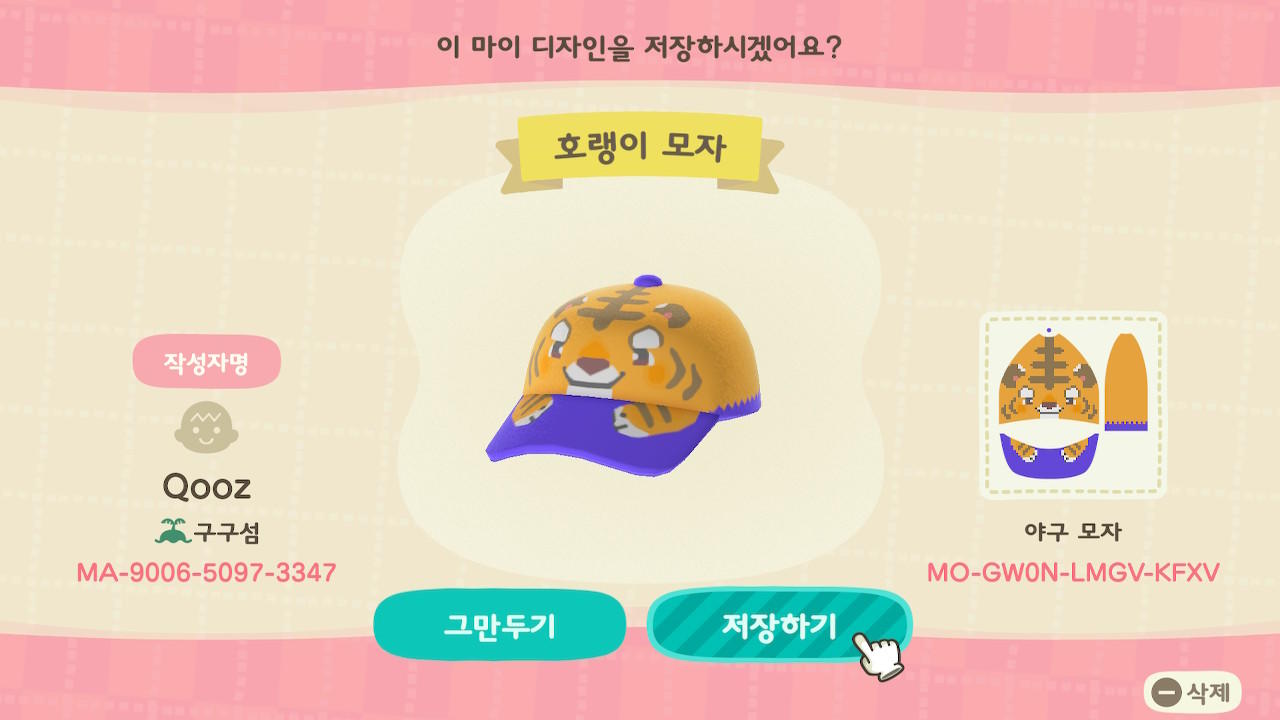 이 마이 디자인을 저장하시겠어요?
호랭이 모자
작성자명
Qooz
구구섬
MA-9006-5097-3347
야구 모자
MO-GW0N-LMGV-KFXV
그만두기
저장하기
삭제